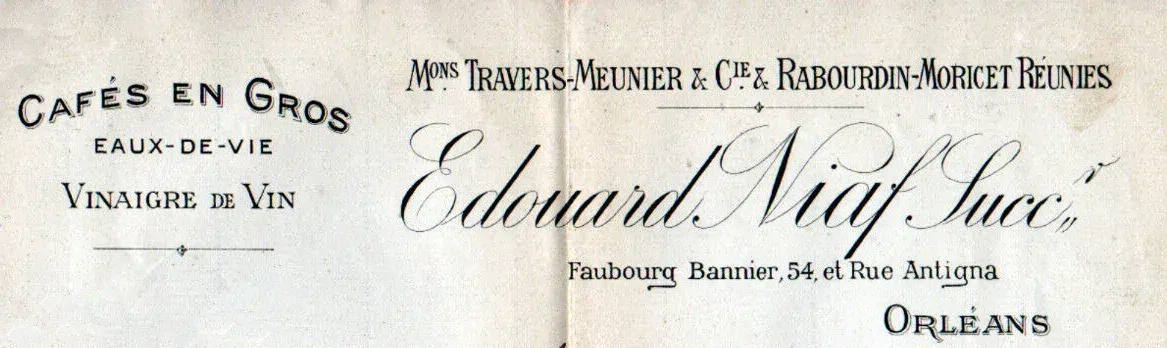 CAFÉS EN GROS
EAUX-DE-VIE
VINAIGRE DE VIN
MONS TRAVERS-MEUNIER & CIE & RABOURDIN-MORICET RÉUNIES
Edouard Niaf Succr
Faubourg Bannier, 54, et Rue Antigna
ORLÉANS